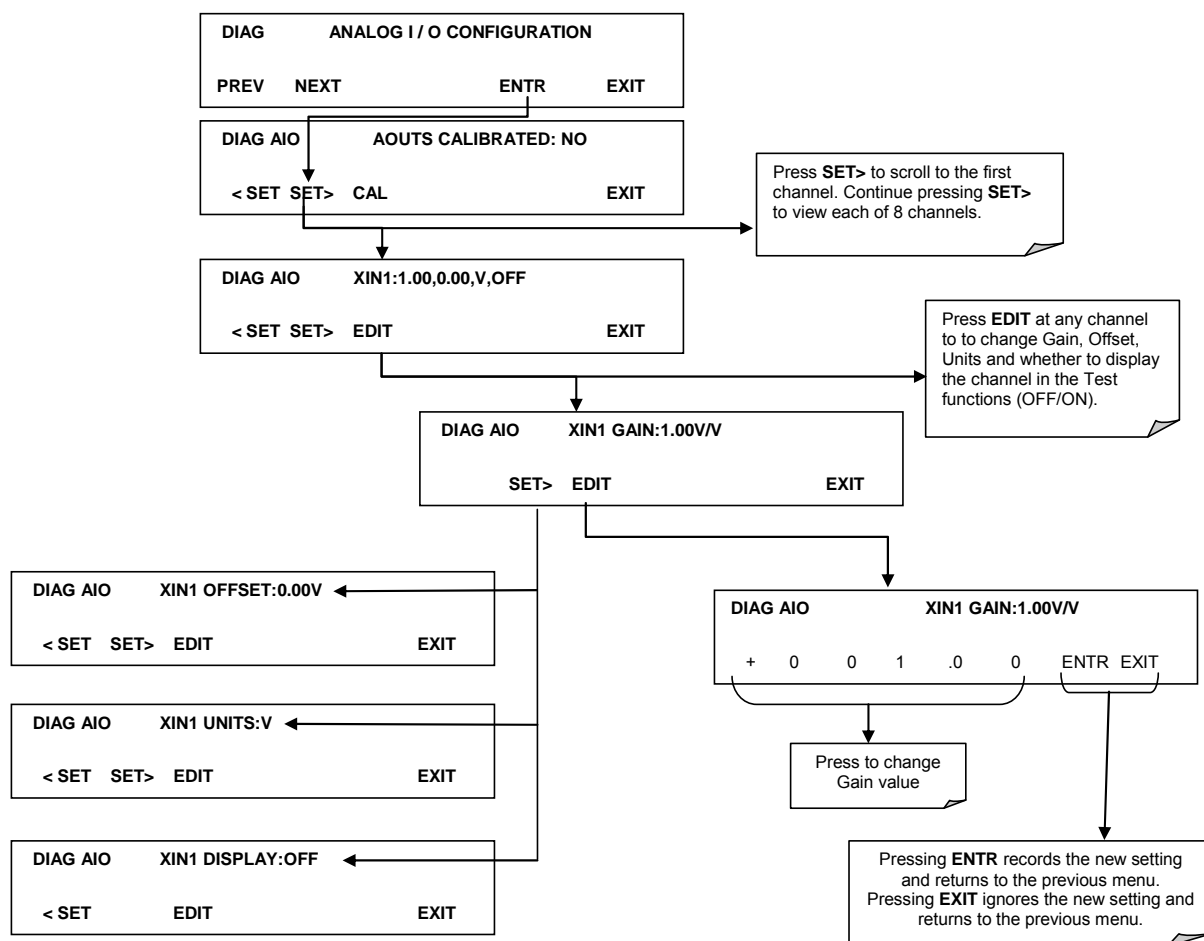 DIAG ANALOG I / O CONFIGURATION
PREV NEXT ENTR EXIT
DIAG AIO AOUTS CALIBRATED: NO
< SET SET> CAL EXIT
Press SET> to scroll to the first
channel. Continue pressing SET>
to view each of 8 channels.
DIAG AIO XIN1:1.00,0.00,V,OFF
< SET SET> EDIT EXIT
Press EDIT at any channel
to to change Gain, Offset,
Units and whether to display
the channel in the Test
functions (OFF/ON).
DIAG AIO XIN1 GAIN:1.00V/V
SET> EDIT EXIT
DIAG AIO XIN1 OFFSET:0.00V
< SET SET> EDIT EXIT
DIAG AIO XIN1 GAIN:1.00V/V
+ 0 0 1 .0 0 ENTR EXIT
DIAG AIO XIN1 UNITS:V
< SET SET> EDIT EXIT
Press to change
Gain value
DIAG AIO XIN1 DISPLAY:OFF
< SET EDIT EXIT
Pressing ENTR records the new setting
and returns to the previous menu.
Pressing EXIT ignores the new setting and
returns to the previous menu.